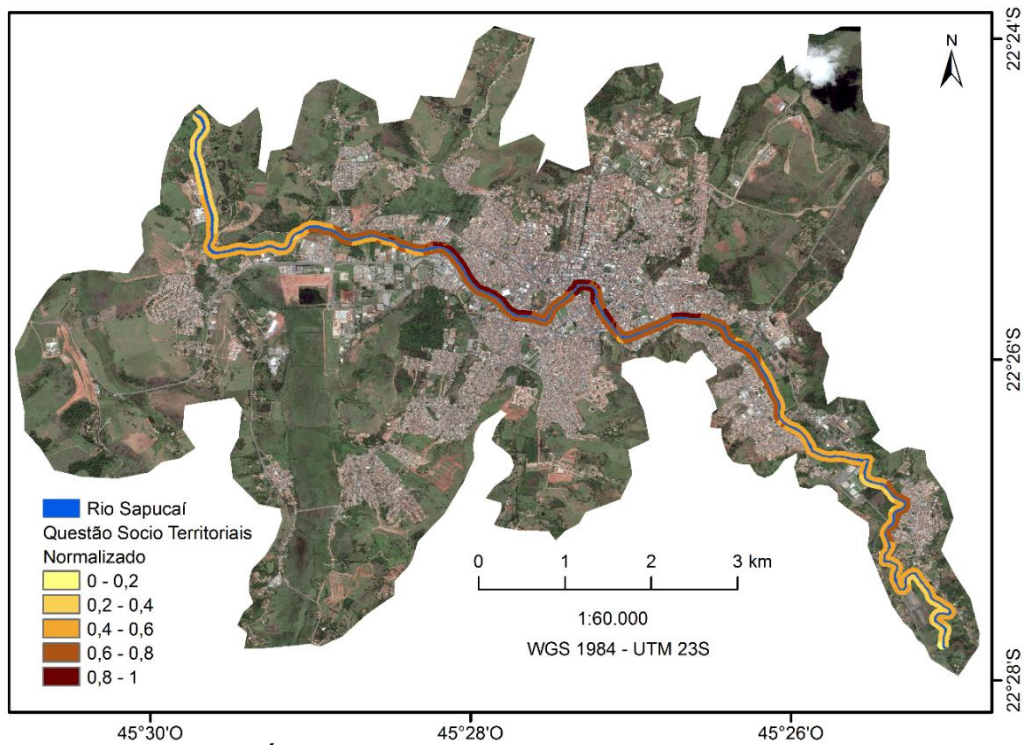 22°24'S
N
22°26'S
Rio Sapucaí
Questão Socio Territoriais
Normalizado
0 - 0,2
0,2 - 0,4
0,4 - 0,6
0,6 - 0,8
0,8 - 1
0 1 2 3 km
1:60.000
WGS 1984 - UTM 23S
22°28'S
45°30'O 45°28'O 45°26'O